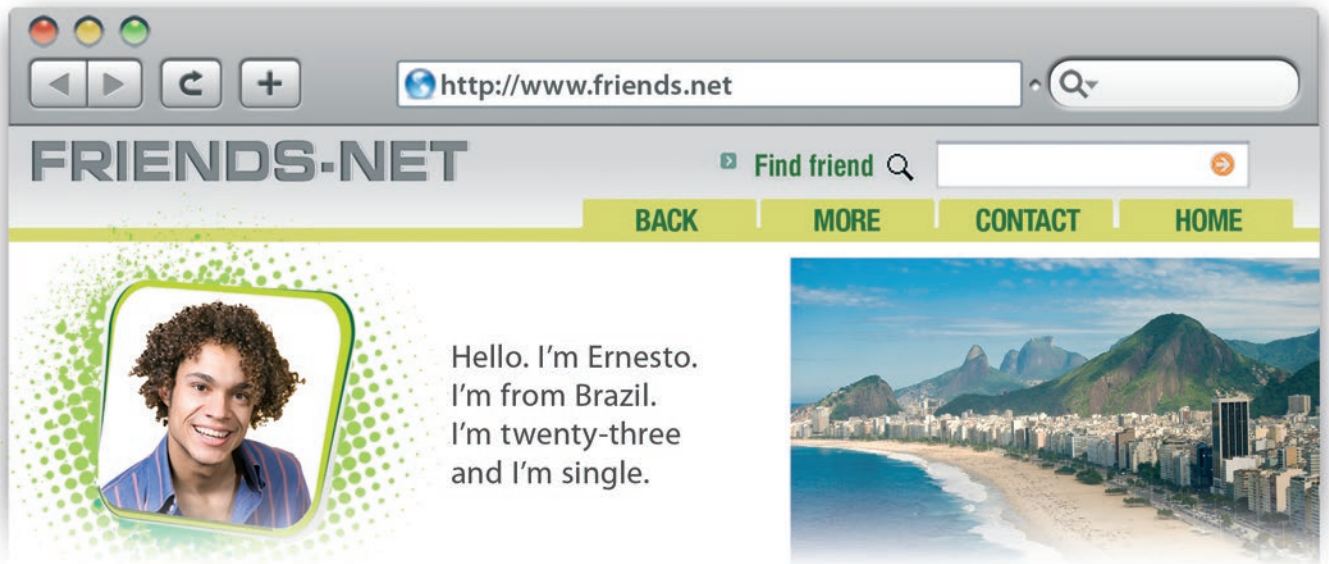 http://www.friends.net
FRIENDS-NET
Find friend
BACK MORE CONTACT HOME
Hello. I'm Ernesto.
I'm from Brazil.
I'm twenty-three
and I'm single.